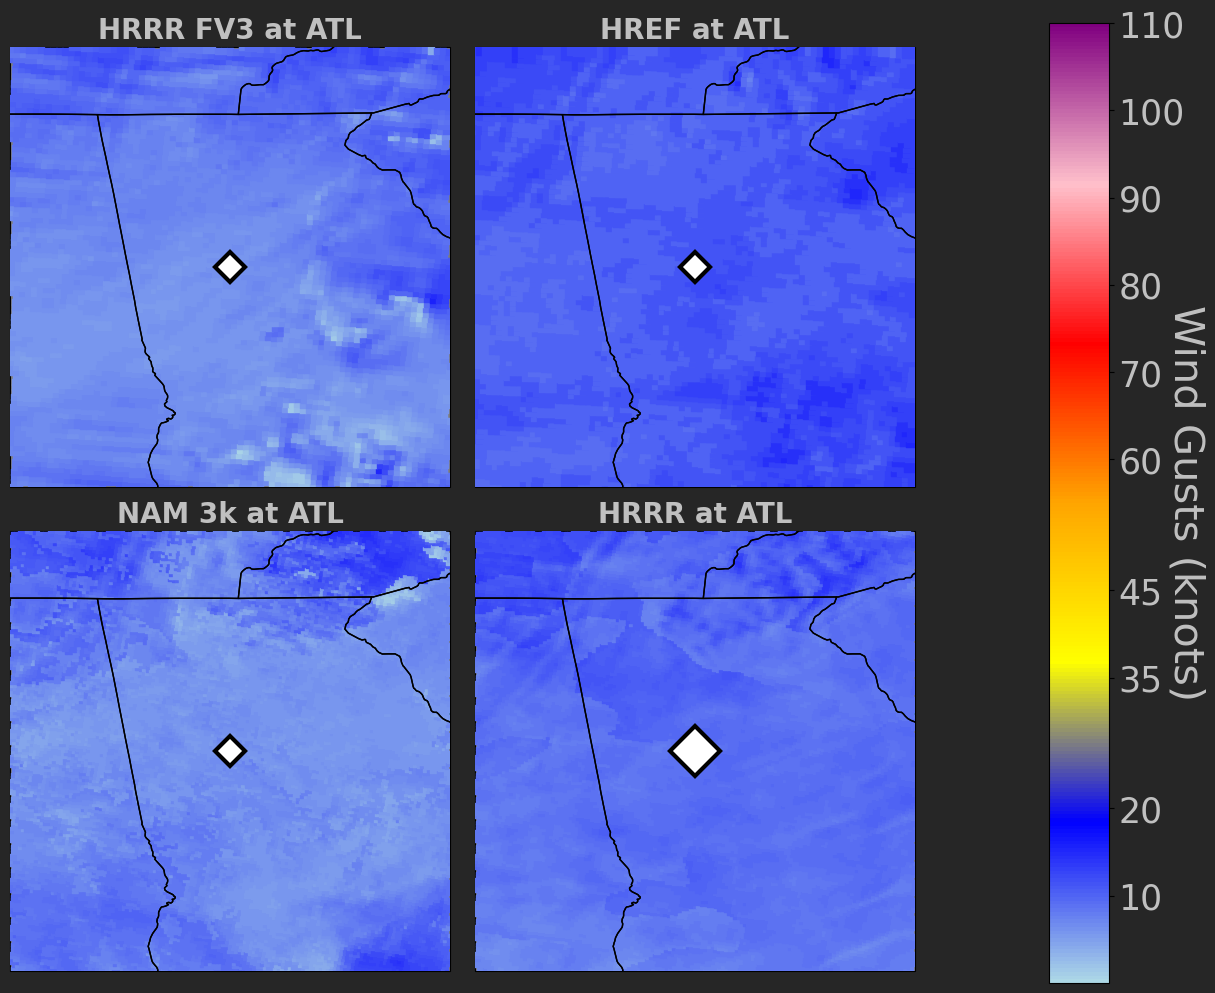 HRRR FV3 at ATL
HREF at ATL
NAM 3k at ATL
HRRR at ATL
110
100
90
80
70
60
45
35
20
10
Wind Gusts (knots)